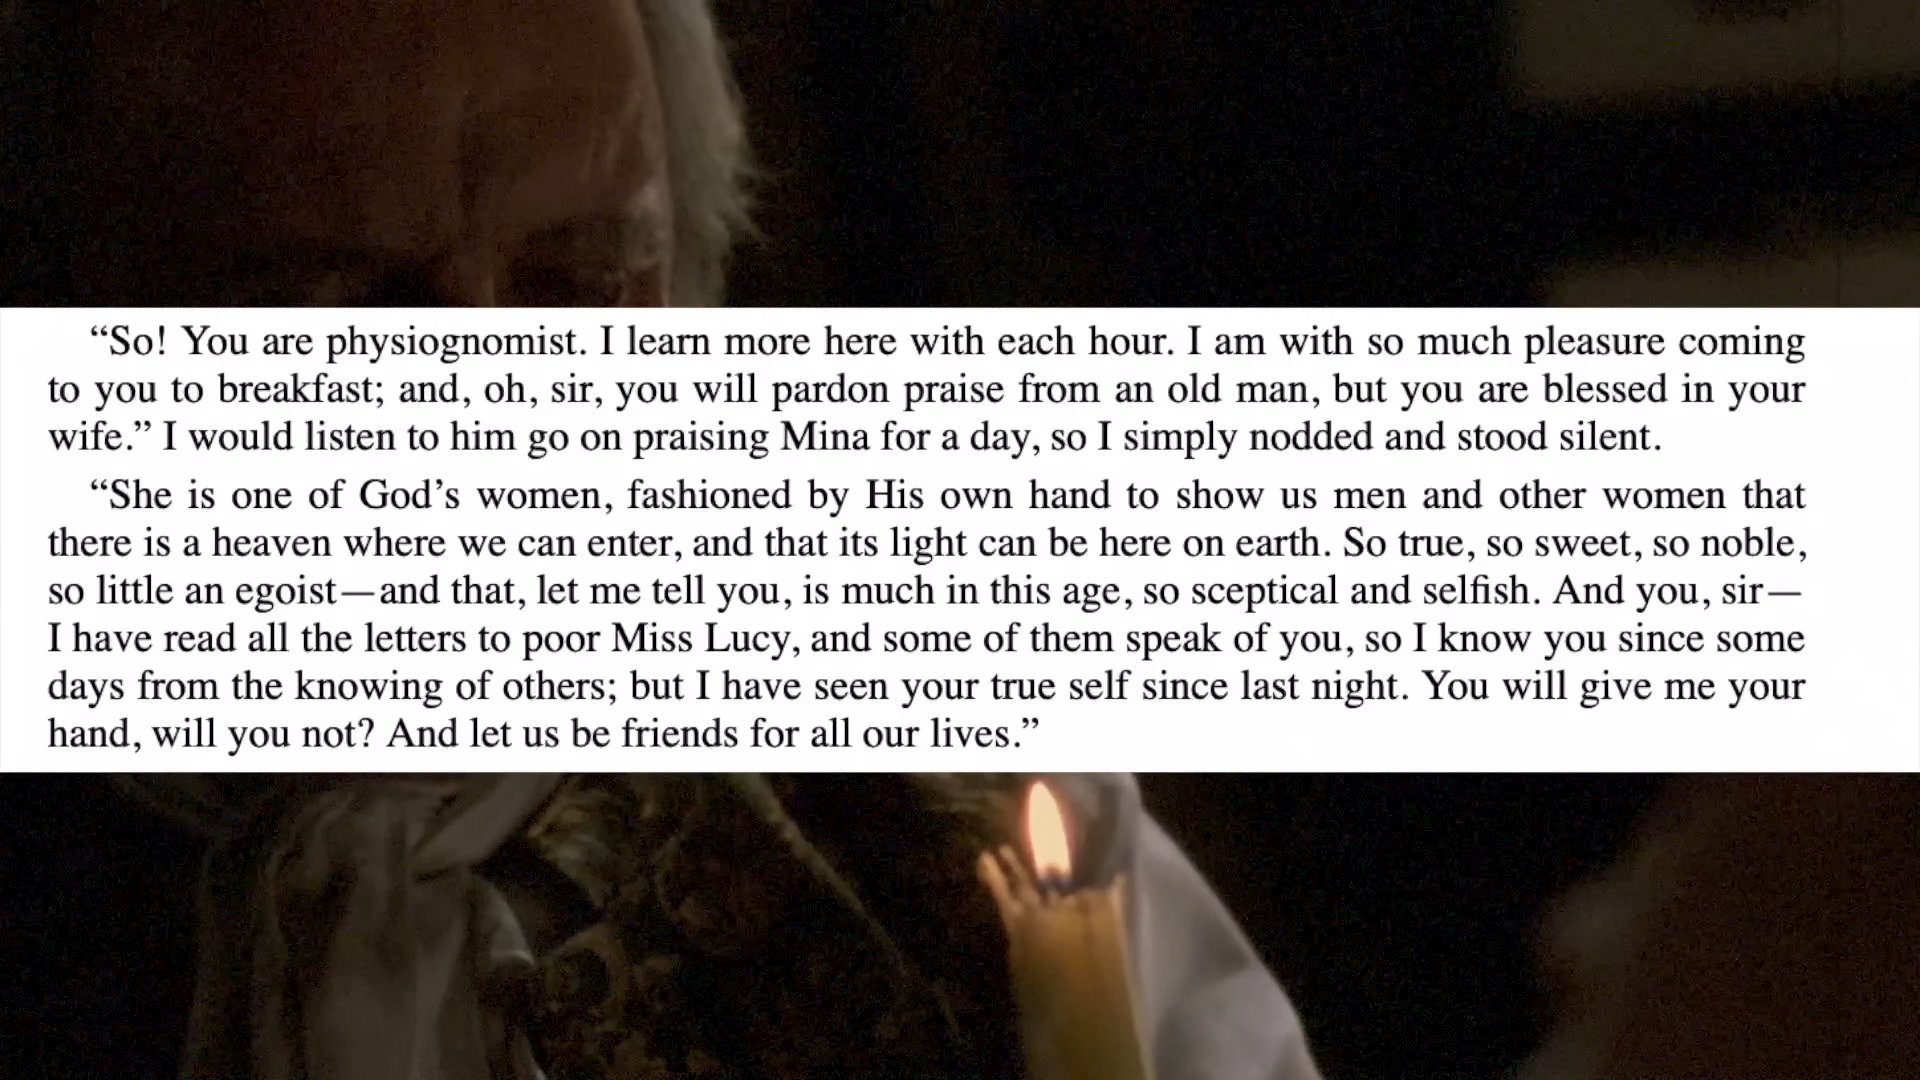 “So! You are physiognomist. I learn more here with each hour. I am with so much pleasure coming
to you to breakfast; and, oh, sir, you will pardon praise from an old man, but you are blessed in your
wife.” I would listen to him go on praising Mina for a day, so I simply nodded and stood silent.
“She is one of God’s women, fashioned by His own hand to show us men and other women that
there is a heaven where we can enter, and that its light can be here on earth. So true, so sweet, so noble,
so little an egoist—and that, let me tell you, is much in this age, so sceptical and selfish. And you, sir—
I have read all the letters to poor Miss Lucy, and some of them speak of you, so I know you since some
days from the knowing of others; but I have seen your true self since last night. You will give me your
hand, will you not? And let us be friends for all our lives.”